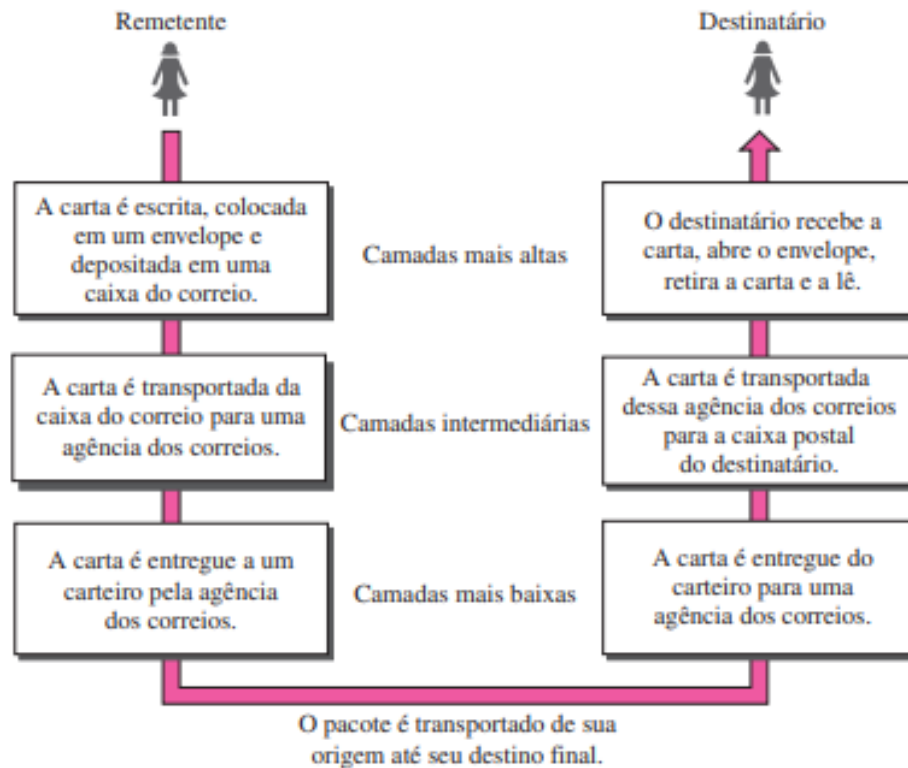 Remetente
Destinatário
A carta é escrita, colocada
em um envelope e
depositada em uma
caixa do correio.
Camadas mais altas
O destinatário recebe a
carta, abre o envelope,
retira a carta e a lê.
A carta é transportada da
caixa do correio para uma
agência dos correios.
Camadas intermediárias
A carta é transportada
dessa agência dos correios
para a caixa postal
do destinatário.
A carta é entregue a um
carteiro pela agência
dos correios.
Camadas mais baixas
A carta é entregue do
carteiro para uma
agência dos correios.
O pacote é transportado de sua
origem até seu destino final.